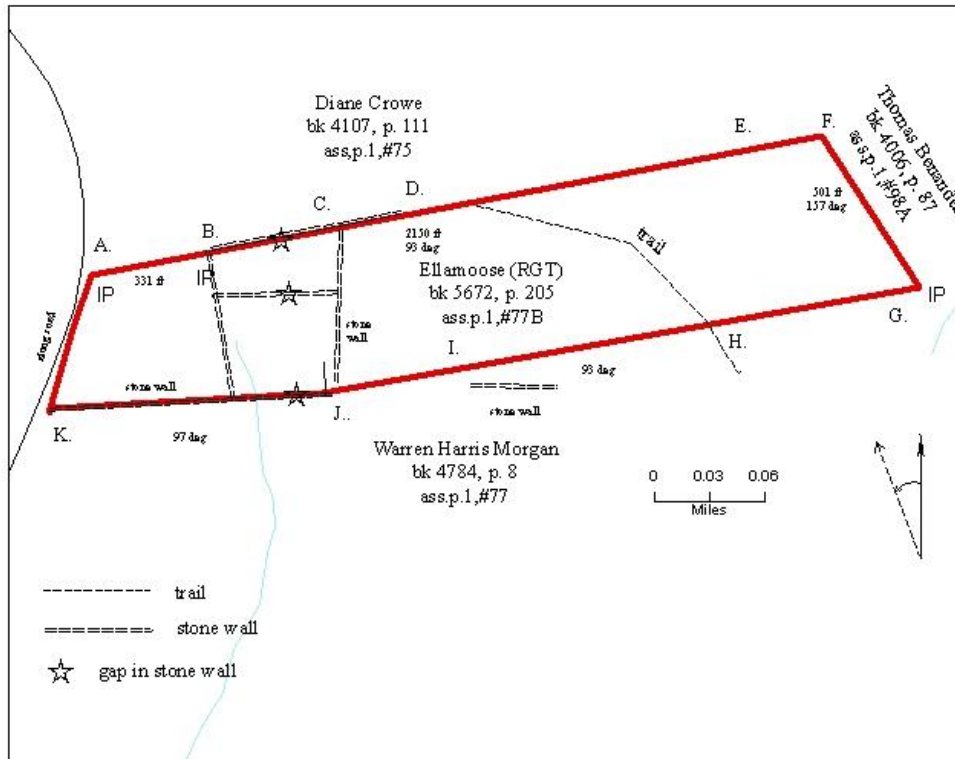 Diane Crowe
bk 4107, p. 111
ass,p.1,#75
Thomas Benander
bk 4006, p. 87
ass.p.1,#98A
E.
F.
D.
C.
B.
A.
501 ft
157 deg
2150 ft
93 deg
trail
331 ft
IP
IP
IP
Ellamoose (RGT)
bk 5672, p. 205
ass.p.1,#77B
G.
along road
stone
wall
H.
I.
93 deg
stone wall
stone wall
J..
K.
97 deg
Warren Harris Morgan
bk 4784, p. 8
ass.p.1,#77
0 0.03 0.06
Miles
trail
stone wall
gap in stone wall